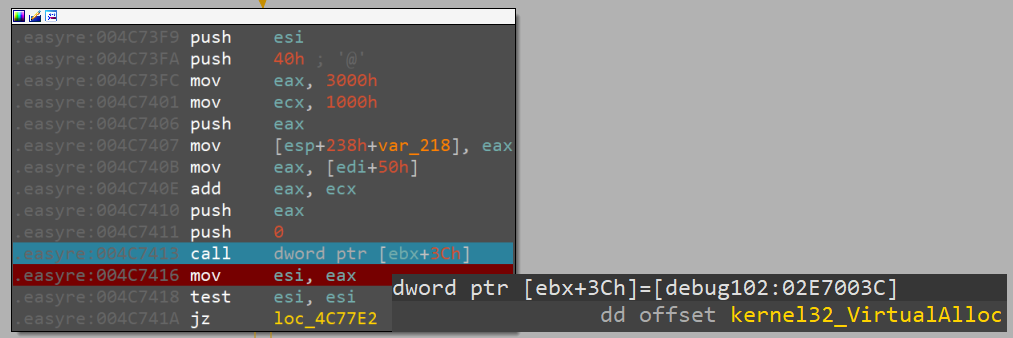 .easyre:004C73F9 push esi
.easyre:004C73FA push 40h ; '@'
.easyre:004C73FC mov eax, 3000h
.easyre:004C7401 mov ecx, 1000h
.easyre:004C7406 push eax
.easyre:004C7407 mov [esp+238h+var_218], eax
.easyre:004C740B mov eax, [edi+50h]
.easyre:004C740E add eax, ecx
.easyre:004C7410 push eax
.easyre:004C7411 push 0
.easyre:004C7413 call dword ptr [ebx+3Ch]
.easyre:004C7416 mov esi, eax
.easyre:004C7418 test esi, esi
.easyre:004C741A jz loc_4C77E2
dword ptr [ebx+3Ch]=[debug102:02E7003C]
dd offset kernel32_VirtualAlloc